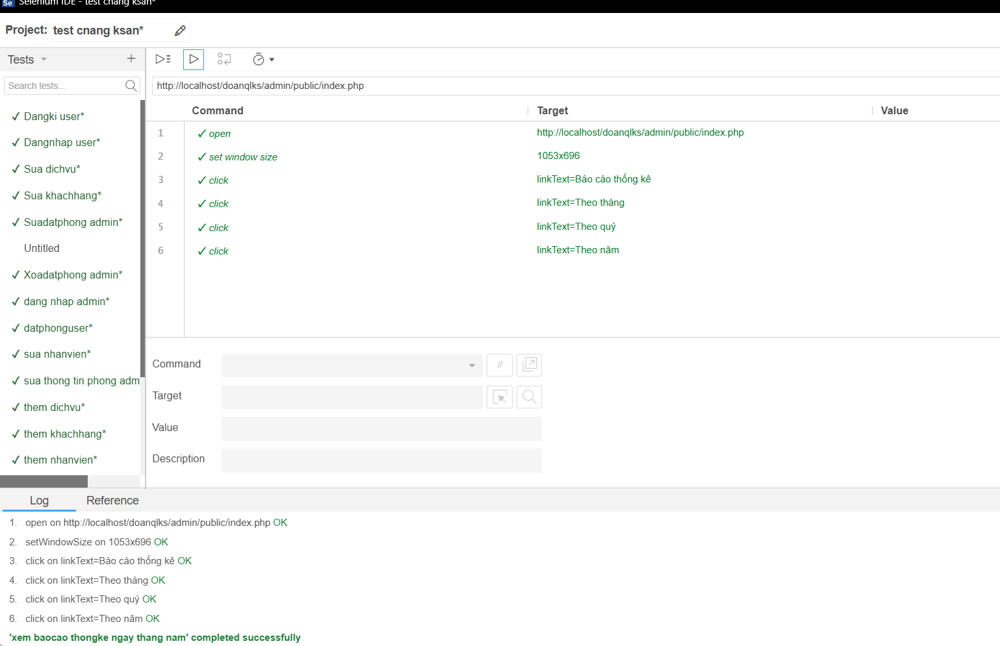 Se Selenium IDE - test cnang ksan*
Project: test cnang ksan*
Tests
Search tests...
Dangki user*
Dangnhap user*
Sua dichvu*
Sua khachhang*
Suadatphong admin*
Untitled
Xoadatphong admin*
dang nhap admin*
datphonguser*
sua nhanvien*
sua thong tin phong adm
them dichvu*
them khachhang*
them nhanvien*
http://localhost/doanqlks/admin/public/index.php
Command Target Value
1 open http://localhost/doanqlks/admin/public/index.php
2 set window size 1053x696
3 click linkText=Báo cáo thống kê
4 click linkText=Theo tháng
5 click linkText=Theo quý
6 click linkText=Theo năm
Command //
Target
Value
Description
Log Reference
1. open on http://localhost/doanqlks/admin/public/index.php OK
2. setWindowSize on 1053x696 OK
3. click on linkText=Báo cáo thống kê OK
4. click on linkText=Theo tháng OK
5. click on linkText=Theo quý OK
6. click on linkText=Theo năm OK
'xem baocao thongke ngay thang nam' completed successfully